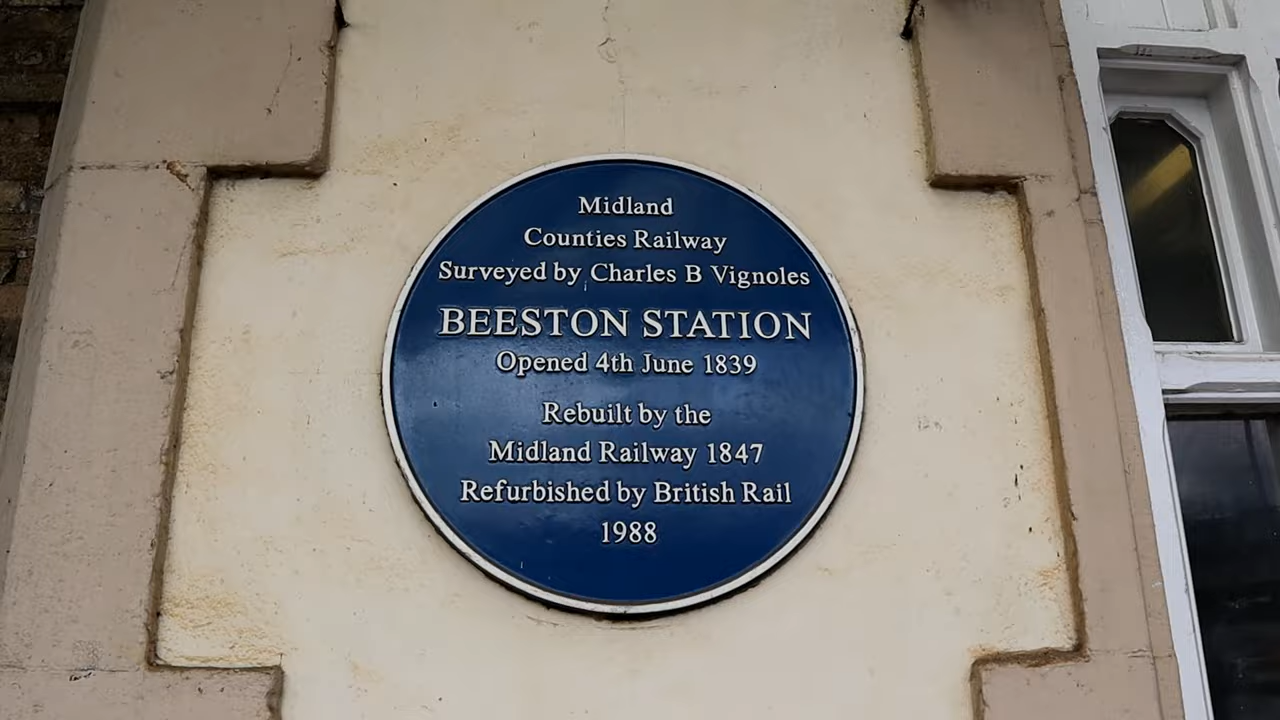 Midland
Counties Railway
Surveyed by Charles B Vignoles
BEESTON STATION
Opened 4th June 1839
Rebuilt by the
Midland Railway 1847
Refurbished by British Rail
1988